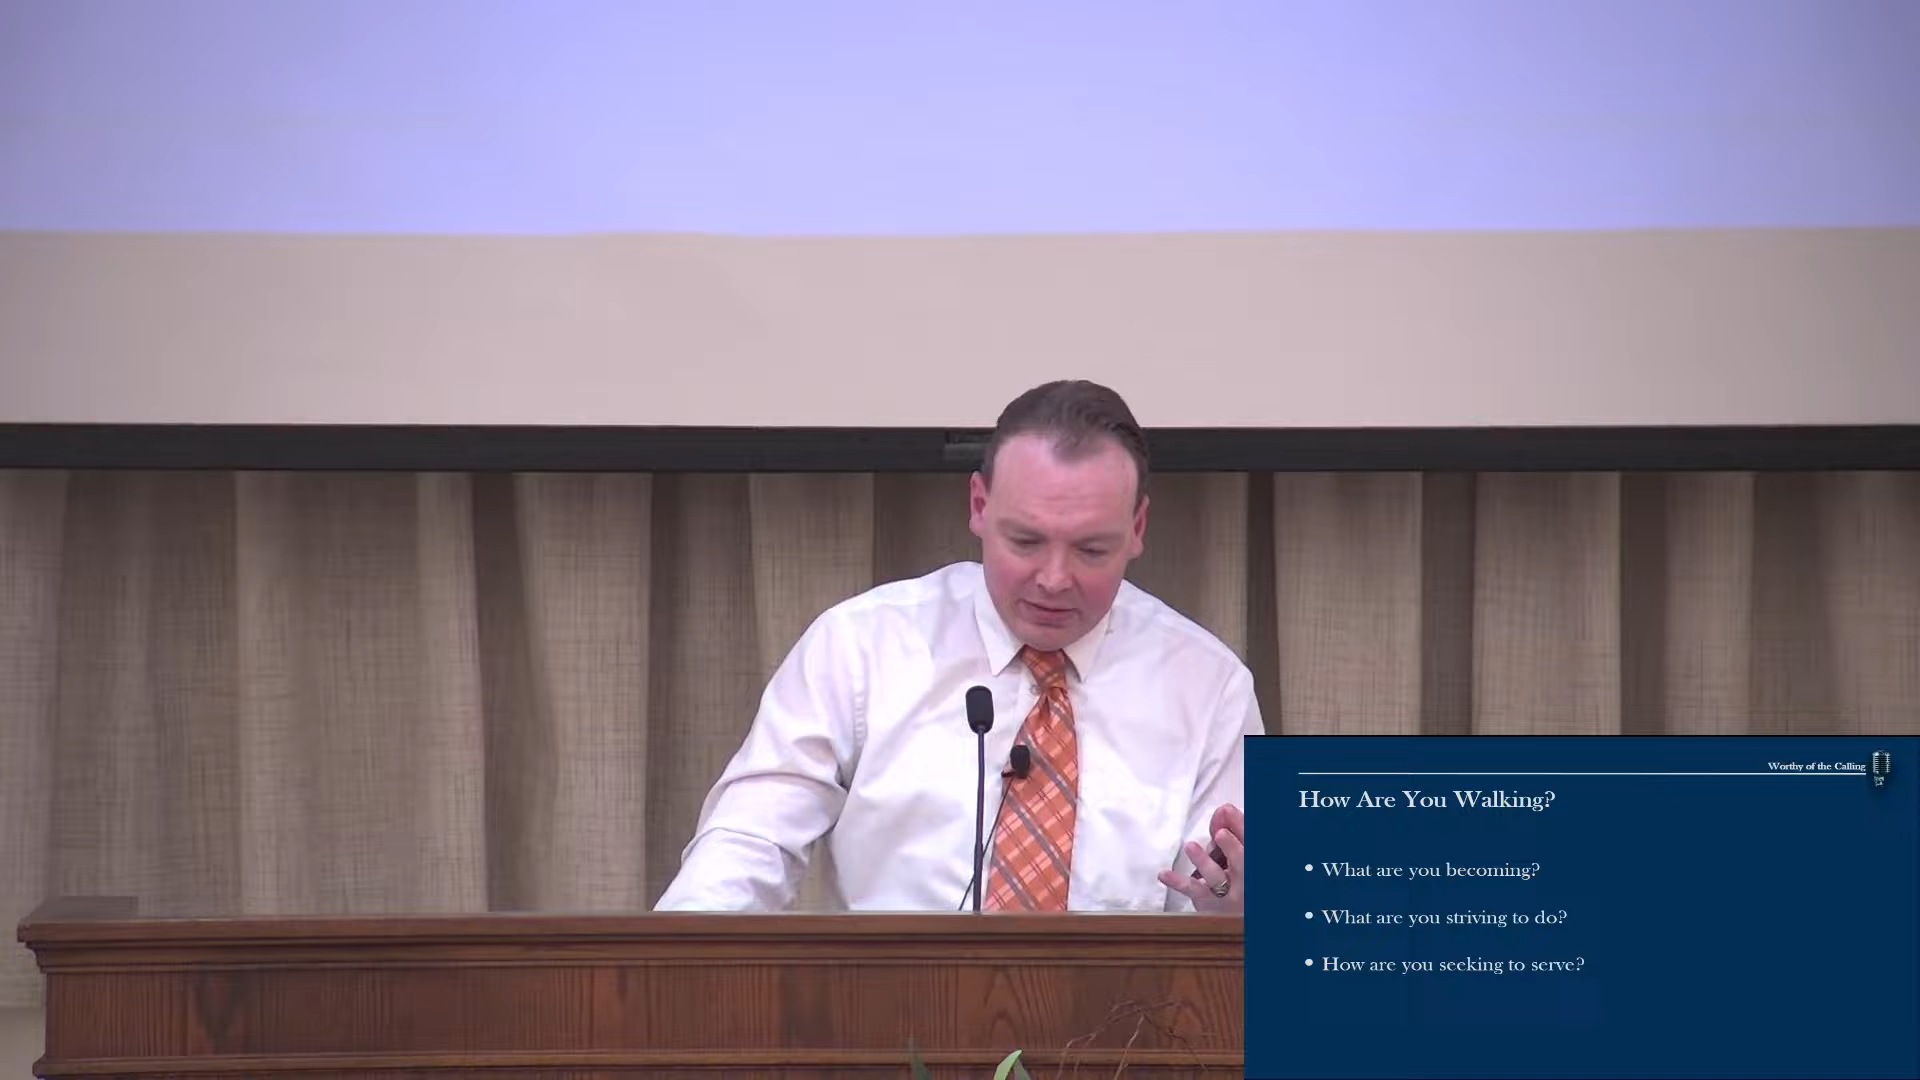 Worthy of the Calling
How Are You Walking?
• What are you becoming?
• What are you striving to do?
• How are you seeking to serve?